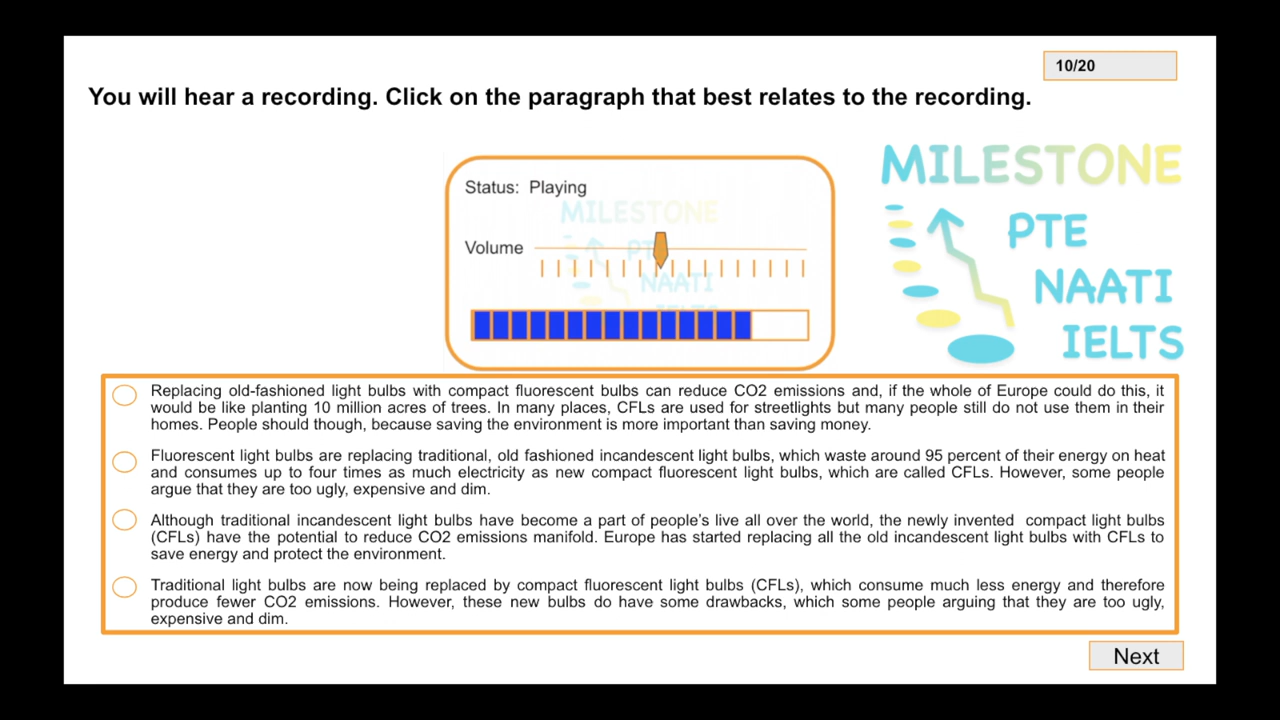 10/20
You will hear a recording. Click on the paragraph that best relates to the recording.
MILESTONE
PTE
NAATI
IELTS
Status: Playing
MILESTONE
Volume
PT
NAATI
Replacing old-fashioned light bulbs with compact fluorescent bulbs can reduce CO2 emissions and, if the whole of Europe could do this, it
would be like planting 10 million acres of trees. In many places, CFLs are used for streetlights but many people still do not use them in their
homes. People should though, because saving the environment is more important than saving money.
Fluorescent light bulbs are replacing traditional, old fashioned incandescent light bulbs, which waste around 95 percent of their energy on heat
and consumes up to four times as much electricity as new compact fluorescent light bulbs, which are called CFLs. However, some people
argue that they are too ugly, expensive and dim.
Although traditional incandescent light bulbs have become a part of people's live all over the world, the newly invented compact light bulbs
(CFLs) have the potential to reduce CO2 emissions manifold. Europe has started replacing all the old incandescent light bulbs with CFLs to
save energy and protect the environment.
Traditional light bulbs are now being replaced by compact fluorescent light bulbs (CFLs), which consume much less energy and therefore
produce fewer CO2 emissions. However, these new bulbs do have some drawbacks, which some people arguing that they are too ugly,
expensive and dim.
Next